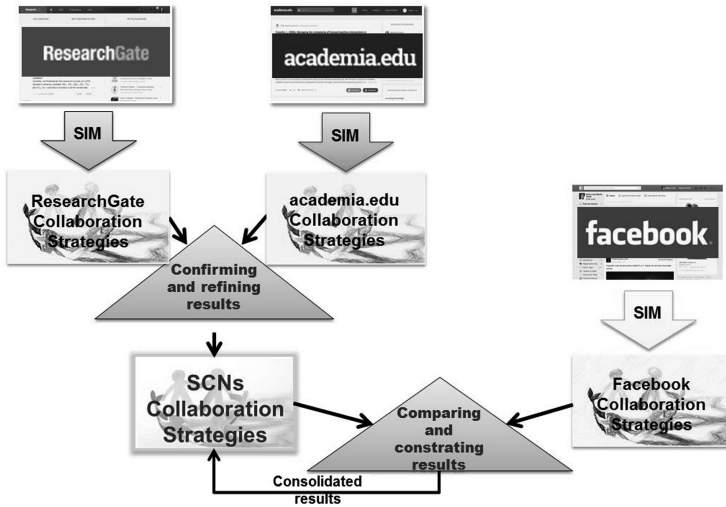 ResearchGate
academia.edu
SIM
SIM
ResearchGate
Collaboration
Strategies
academia.edu
Collaboration
Strategies
facebook
Confirming
and refining
results
SIM
SCNs
Collaboration
Strategies
Facebook
Collaboration
Strategies
Comparing
and
constrating
results
Consolidated
results